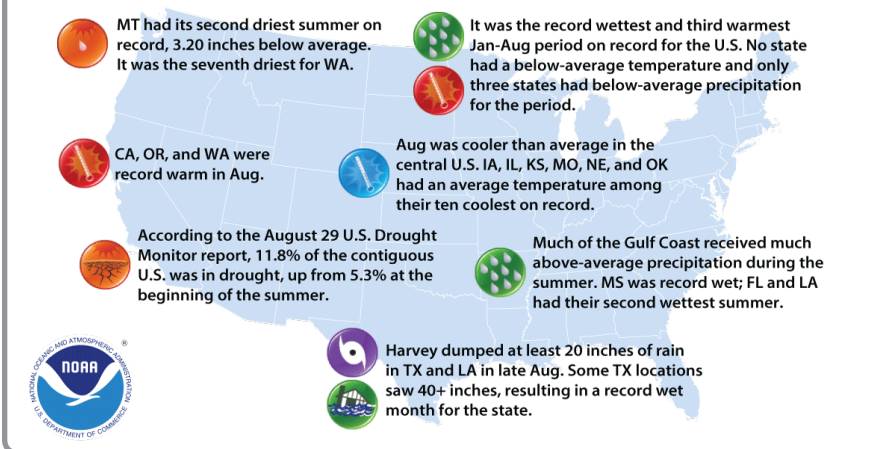 MT had its second driest summer on
record, 3.20 inches below average.
It was the seventh driest for WA.
It was the record wettest and third warmest
Jan-Aug period on record for the U.S. No state
had a below-average temperature and only
three states had below-average precipitation
for the period.
CA, OR, and WA were
record warm in Aug.
Aug was cooler than average in the
central U.S. IA, IL, KS, MO, NE, and OK
had an average temperature among
their ten coolest on record.
According to the August 29 U.S. Drought
Monitor report, 11.8% of the contiguous
U.S. was in drought, up from 5.3% at the
beginning of the summer.
Much of the Gulf Coast received much
above-average precipitation during the
summer. MS was record wet; FL and LA
had their second wettest summer.
Harvey dumped at least 20 inches of rain
in TX and LA in late Aug. Some TX locations
saw 40+ inches, resulting in a record wet
month for the state.
NATIONAL OCEANIC AND ATMOSPHERIC ADMINISTRATION
®
NOAA
U.S. DEPARTMENT OF COMMERCE